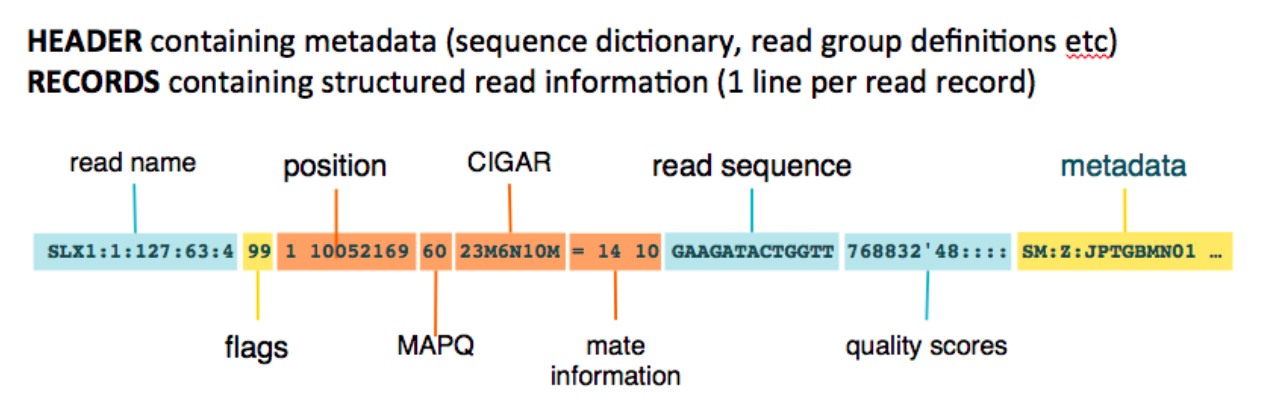 HEADER containing metadata (sequence dictionary, read group definitions etc)
RECORDS containing structured read information (1 line per read record)
read name
position
CIGAR
read sequence
metadata
SLX1:1:127:63:4 99 1 10052169 60 23M6N10M = 14 10 GAAGATACTGGTT 768832'48:::: SM:Z:JPTGBMN01 ...
flags
MAPQ
mate
information
quality scores